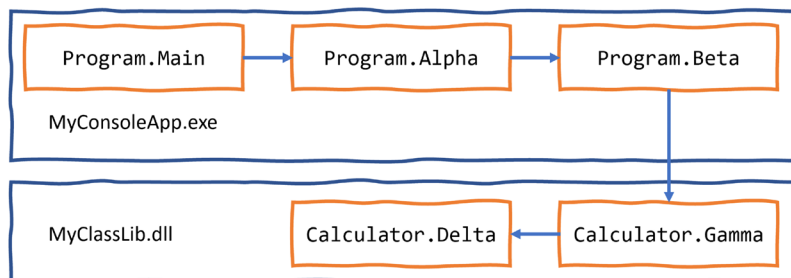 Program.Main
Program.Alpha
Program.Beta
MyConsoleApp.exe
MyClassLib.dll
Calculator.Delta
Calculator.Gamma